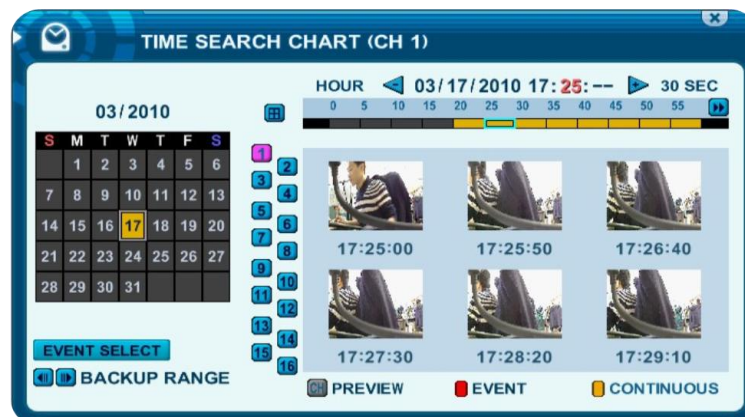 TIME SEARCH CHART (CH 1)
HOUR 03/17/2010 17:25:-- 30 SEC
0 5 10 15 20 25 30 35 40 45 50 55
03/2010
S M T W T F S
1 2 3 4 5 6
7 8 9 10 11 12 13
14 15 16 17 18 19 20
21 22 23 24 25 26 27
28 29 30 31
EVENT SELECT
BACKUP RANGE
1
2
3
4
5
6
7
8
9
10
11
12
13
14
15
16
17:25:00 17:25:50 17:26:40
17:27:30 17:28:20 17:29:10
CH PREVIEW EVENT CONTINUOUS